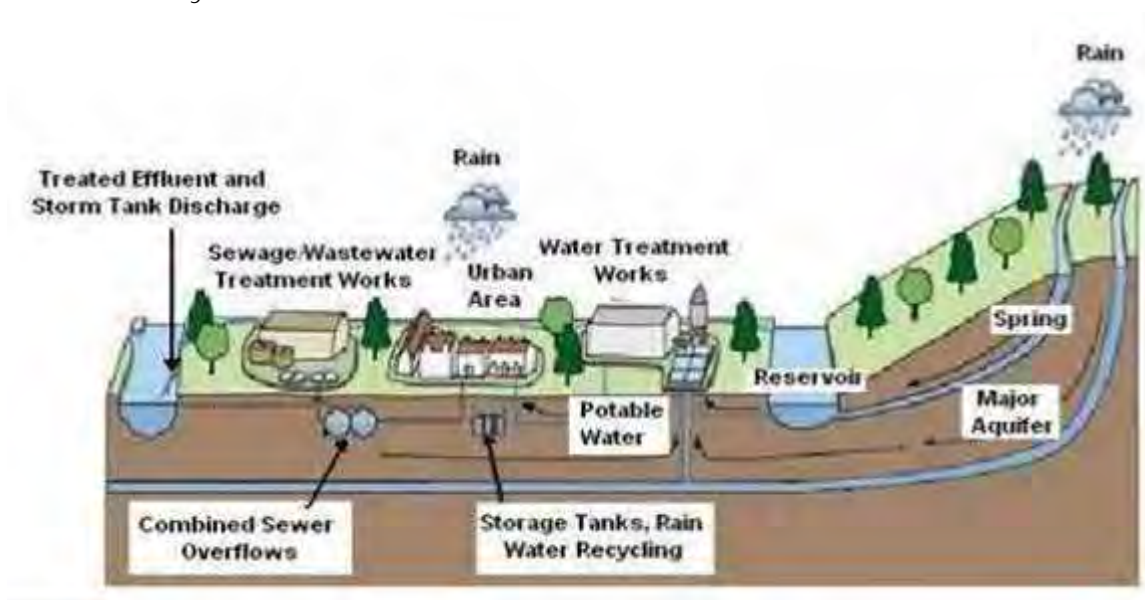 Rain
Rain
Treated Effluent and
Storm Tank Discharge
Sewage/Wastewater
Treatment Works
Urban
Area
Water Treatment
Works
Spring
Reservoir
Major
Aquifer
Potable
Water
Combined Sewer
Overflows
Storage Tanks, Rain
Water Recycling